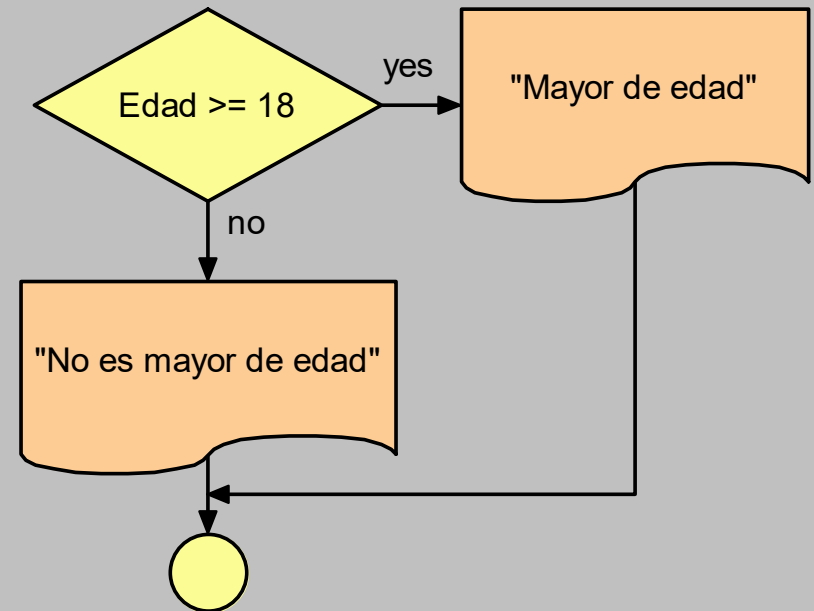 Edad >= 18
yes
"Mayor de edad"
no
"No es mayor de edad"